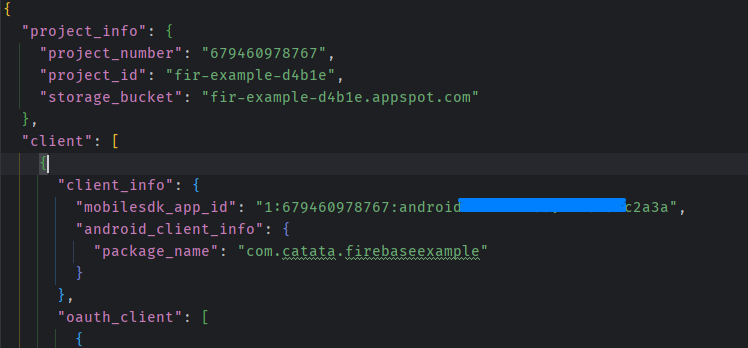 {
"project_info": {
"project_number": "679460978767",
"project_id": "fir-example-d4b1e",
"storage_bucket": "fir-example-d4b1e.appspot.com"
},
"client": [
{
"client_info": {
"mobilesdk_app_id": "1:679460978767:android c2a3a",
"android_client_info": {
"package_name": "com.catata.firebaseexample"
}
},
"oauth_client": [
{